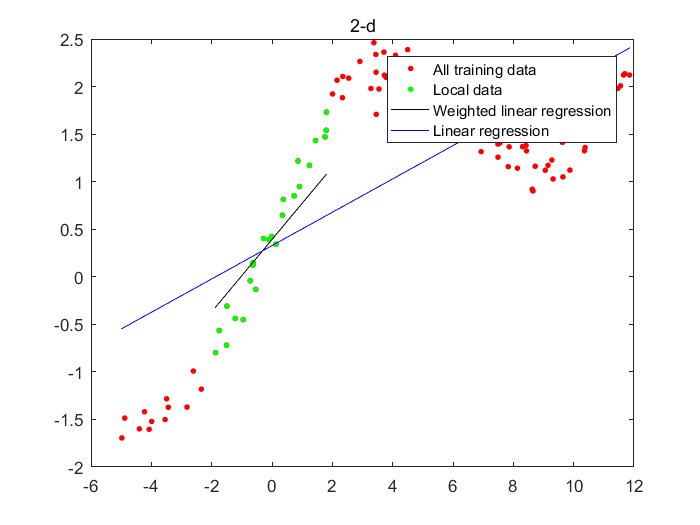 2-d
2.5
2
1.5
1
0.5
0
-0.5
-1
-1.5
-2
All training data
Local data
Weighted linear regression
Linear regression
-6 -4 -2 0 2 4 6 8 10 12